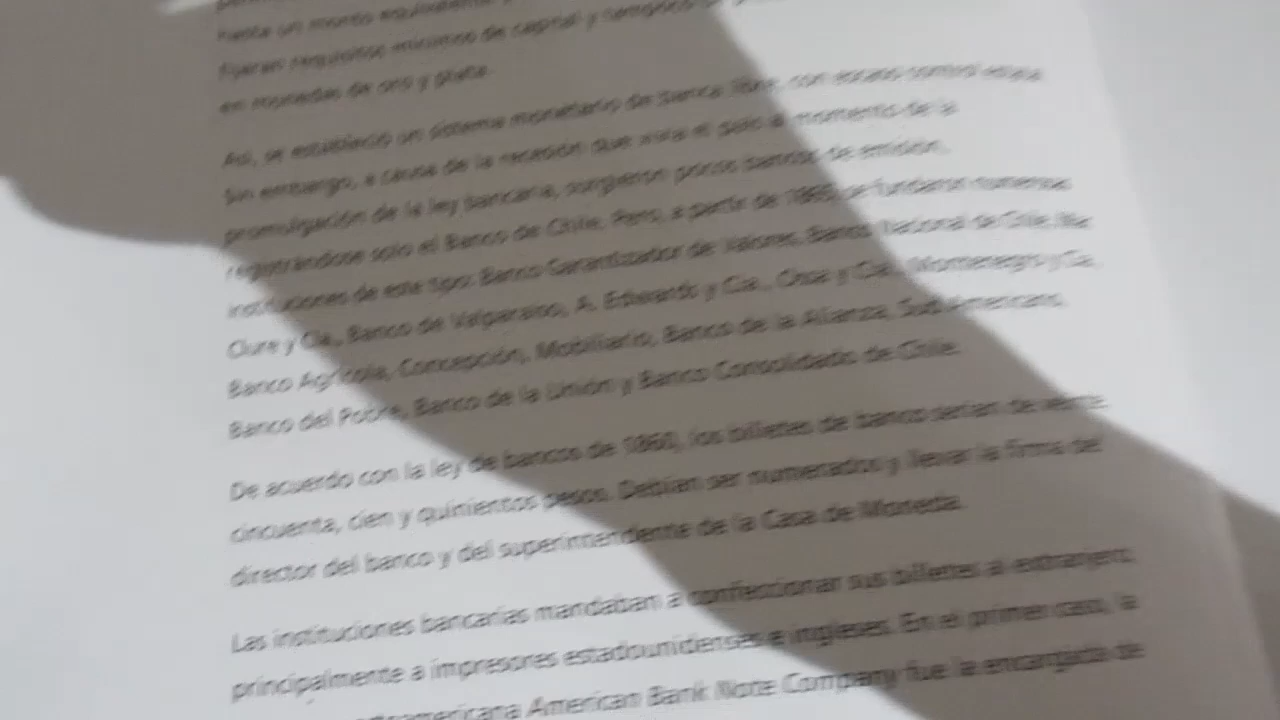 hasta un monto equivalente
fijaran requisitos mínimos de capital y
en monedas de oro y plata.
Así, se estableció un sistema monetario de banca libre, con escaso control
Sin embargo, a causa de la recesión que vivía el país al momento de la
promulgación de la ley bancaria, surgieron pocos bancos de emisión,
registrándose solo el Banco de Chile. Pero, a partir de 1865, se fundaron numerosas
instituciones de este tipo: Banco Garantizador de Valores, Banco Nacional de Chile, Mac
Clure y Cía., Banco de Valparaíso, A. Edwards y Cía., Ossa y Cía., Montenegro y Cía.,
Banco Agrícola, Concepción, Mobiliario, Banco de la Alianza, Sud Americano,
Banco del Pobre, Banco de la Unión y Banco Consolidado de Chile.
De acuerdo con la ley de bancos de 1860, los billetes de banco serían de veinte,
cincuenta, cien y quinientos pesos. Debían ser numerados y llevar la firma del
director del banco y del superintendente de la Casa de Moneda.
Las instituciones bancarias mandaban a confeccionar sus billetes al extranjero,
principalmente a impresores estadounidenses e ingleses. En el primer caso, la
norteamericana American Bank Note Company fue la encargada de